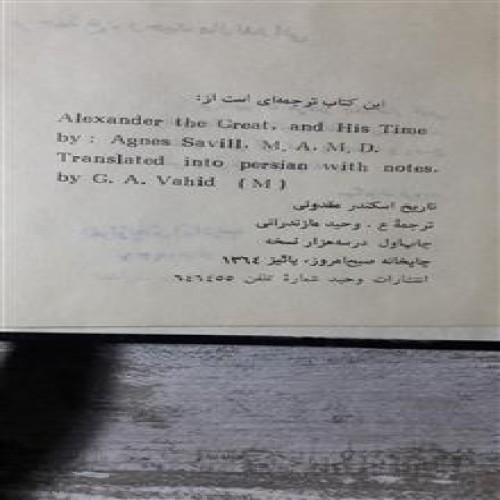 این کتاب ترجمه‌ای است از:
Alexander the Great, and His Time
by : Agnes Savill, M. A. M. D.
Translated into persian with notes.
by G. A. Vahid ( M )
تاریخ اسکندر مقدونی
ترجمهٔ ع . وحید مازندرانی
چاپ اول درسه‌هزار نسخه
چاپخانه صبح‌امروز، پائیز ۱۳۶۴
انتشارات وحید شمارهٔ تلفن ۶۴۶۴۵۵